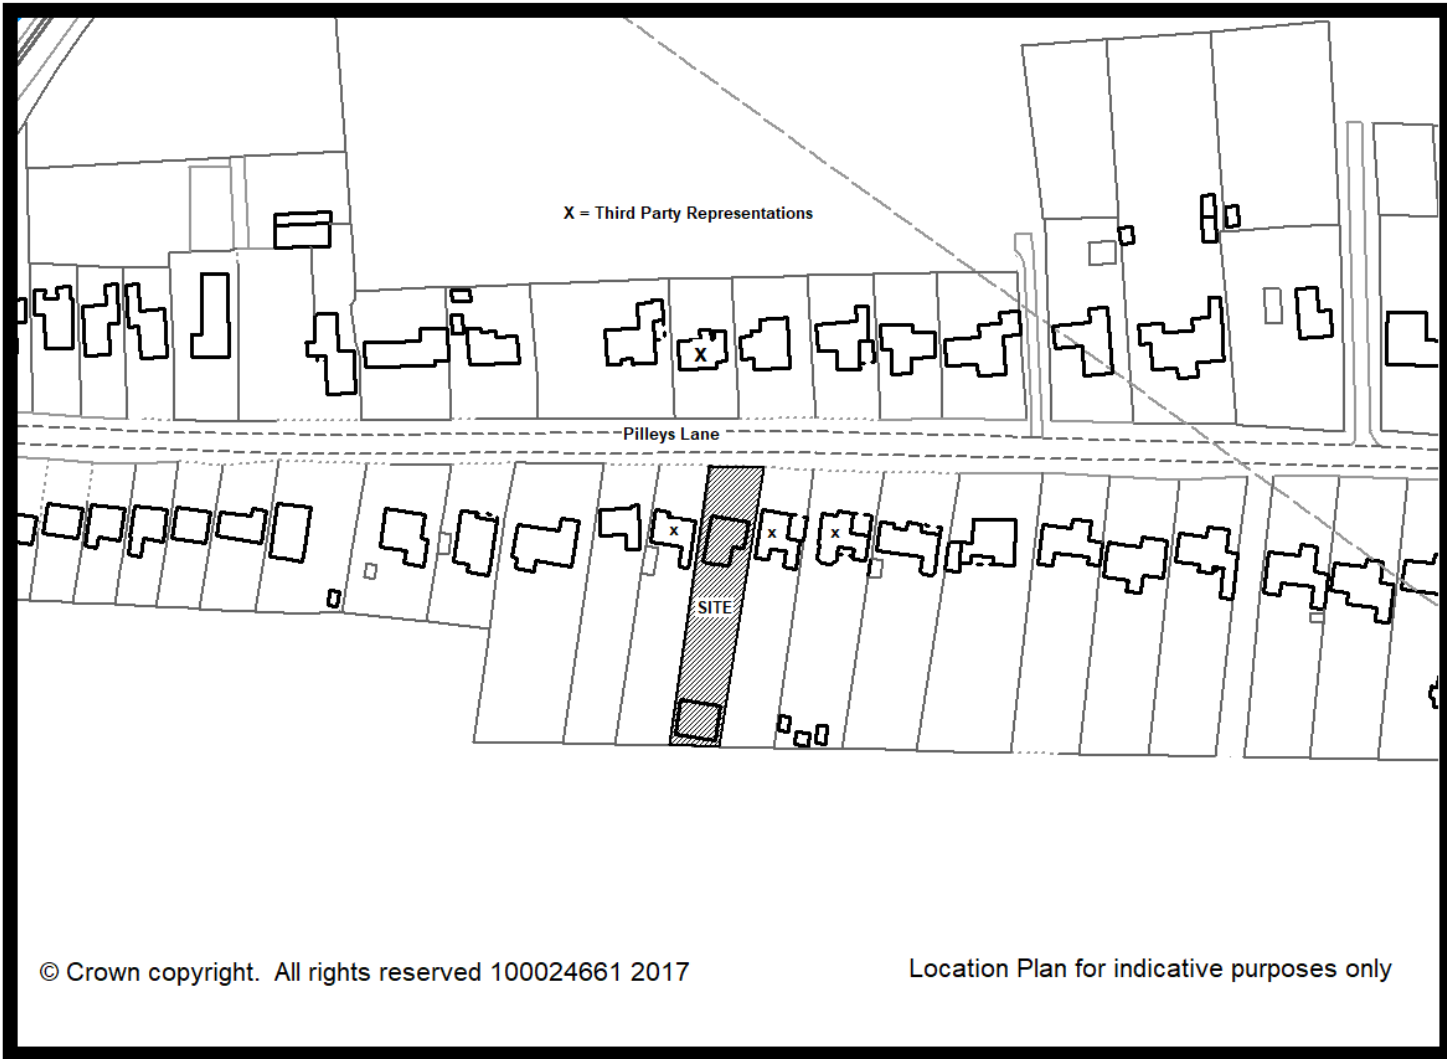 X = Third Party Representations
X
Pilleys Lane
x
x
x
SITE
© Crown copyright. All rights reserved 100024661 2017
Location Plan for indicative purposes only